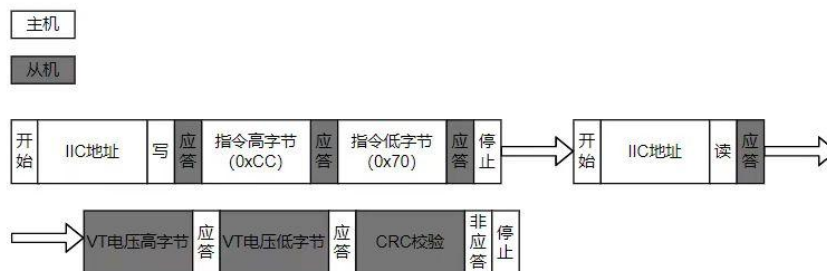 主机
从机
开始 IIC地址 写 应答 指令高字节(0xCC) 应答 指令低字节(0x70) 应答 停止 开始 IIC地址 读 应答
VT电压高字节 应答 VT电压低字节 应答 CRC校验 非应答 停止